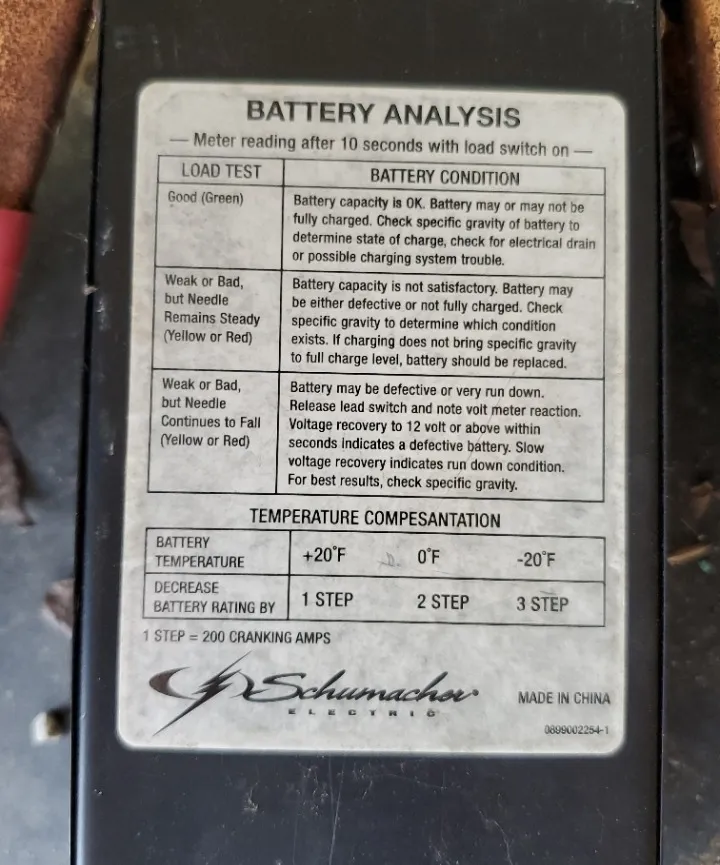 BATTERY ANALYSIS
— Meter reading after 10 seconds with load switch on —
LOAD TEST
BATTERY CONDITION
Good (Green)
Battery capacity is OK. Battery may or may not be
fully charged. Check specific gravity of battery to
determine state of charge, check for electrical drain
or possible charging system trouble.
Weak or Bad,
but Needle
Remains Steady
(Yellow or Red)
Battery capacity is not satisfactory. Battery may
be either defective or not fully charged. Check
specific gravity to determine which condition
exists. If charging does not bring specific gravity
to full charge level, battery should be replaced.
Weak or Bad,
but Needle
Continues to Fall
(Yellow or Red)
Battery may be defective or very run down.
Release lead switch and note volt meter reaction.
Voltage recovery to 12 volt or above within
seconds indicates a defective battery. Slow
voltage recovery indicates run down condition.
For best results, check specific gravity.
TEMPERATURE COMPESANTATION
BATTERY
TEMPERATURE
+20°F 0°F -20°F
DECREASE
BATTERY RATING BY
1 STEP 2 STEP 3 STEP
1 STEP = 200 CRANKING AMPS
Schumacher
ELECTRIC
MADE IN CHINA
0899002254-1